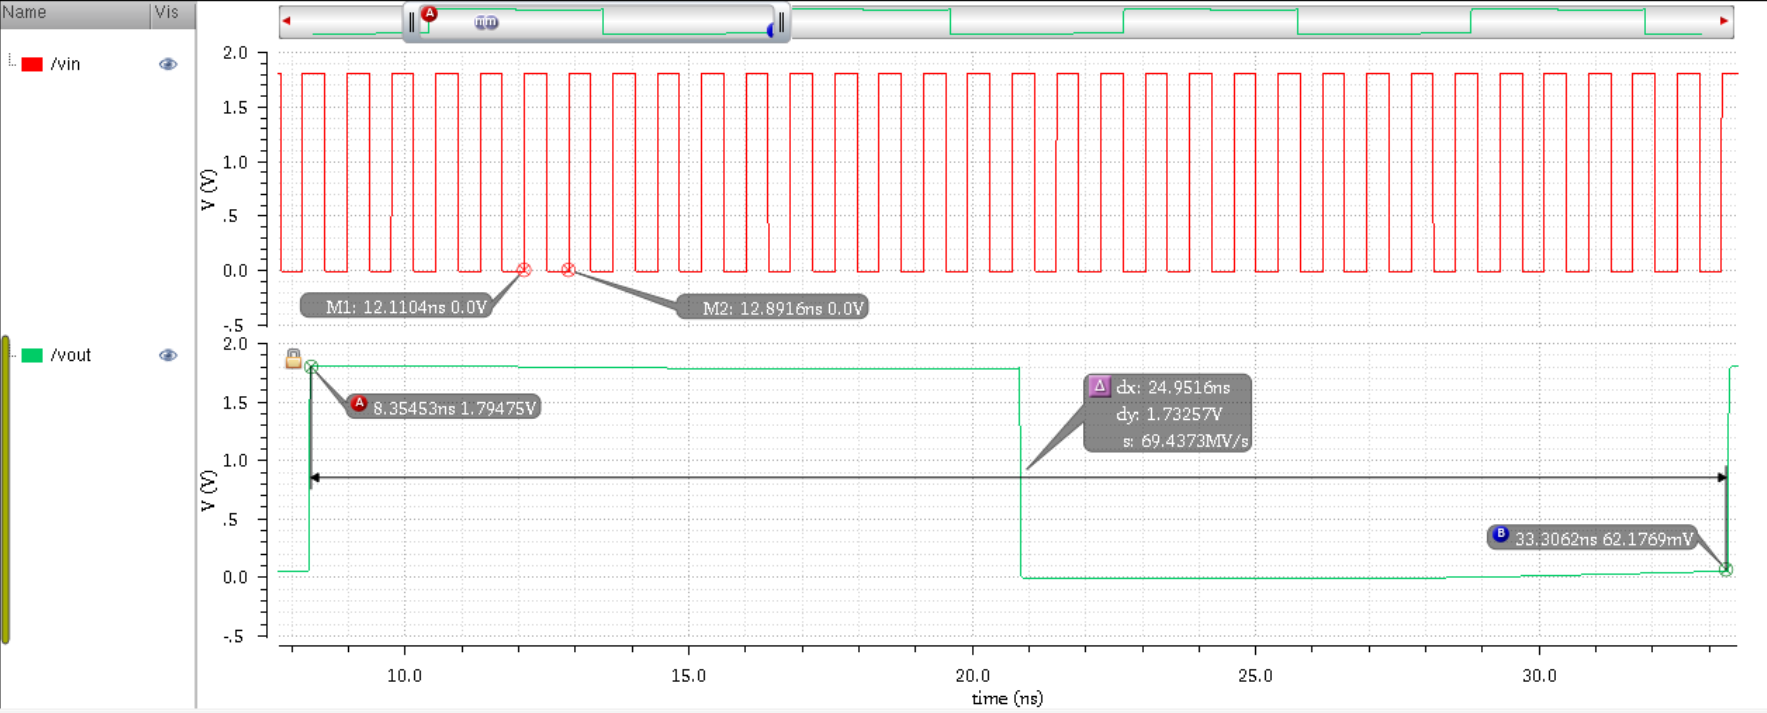 Name Vis
A
/vin
2.0
1.5
1.0
.5
0.0
-.5
V (V)
M1: 12.1104ns 0.0V
M2: 12.8916ns 0.0V
/vout
2.0
1.5
1.0
.5
0.0
-.5
V (V)
A 8.35453ns 1.79475V
Δ dx: 24.9516ns
dy: 1.73257V
s: 69.4373MV/s
B 33.3062ns 62.1769mV
10.0 15.0 20.0 25.0 30.0
time (ns)